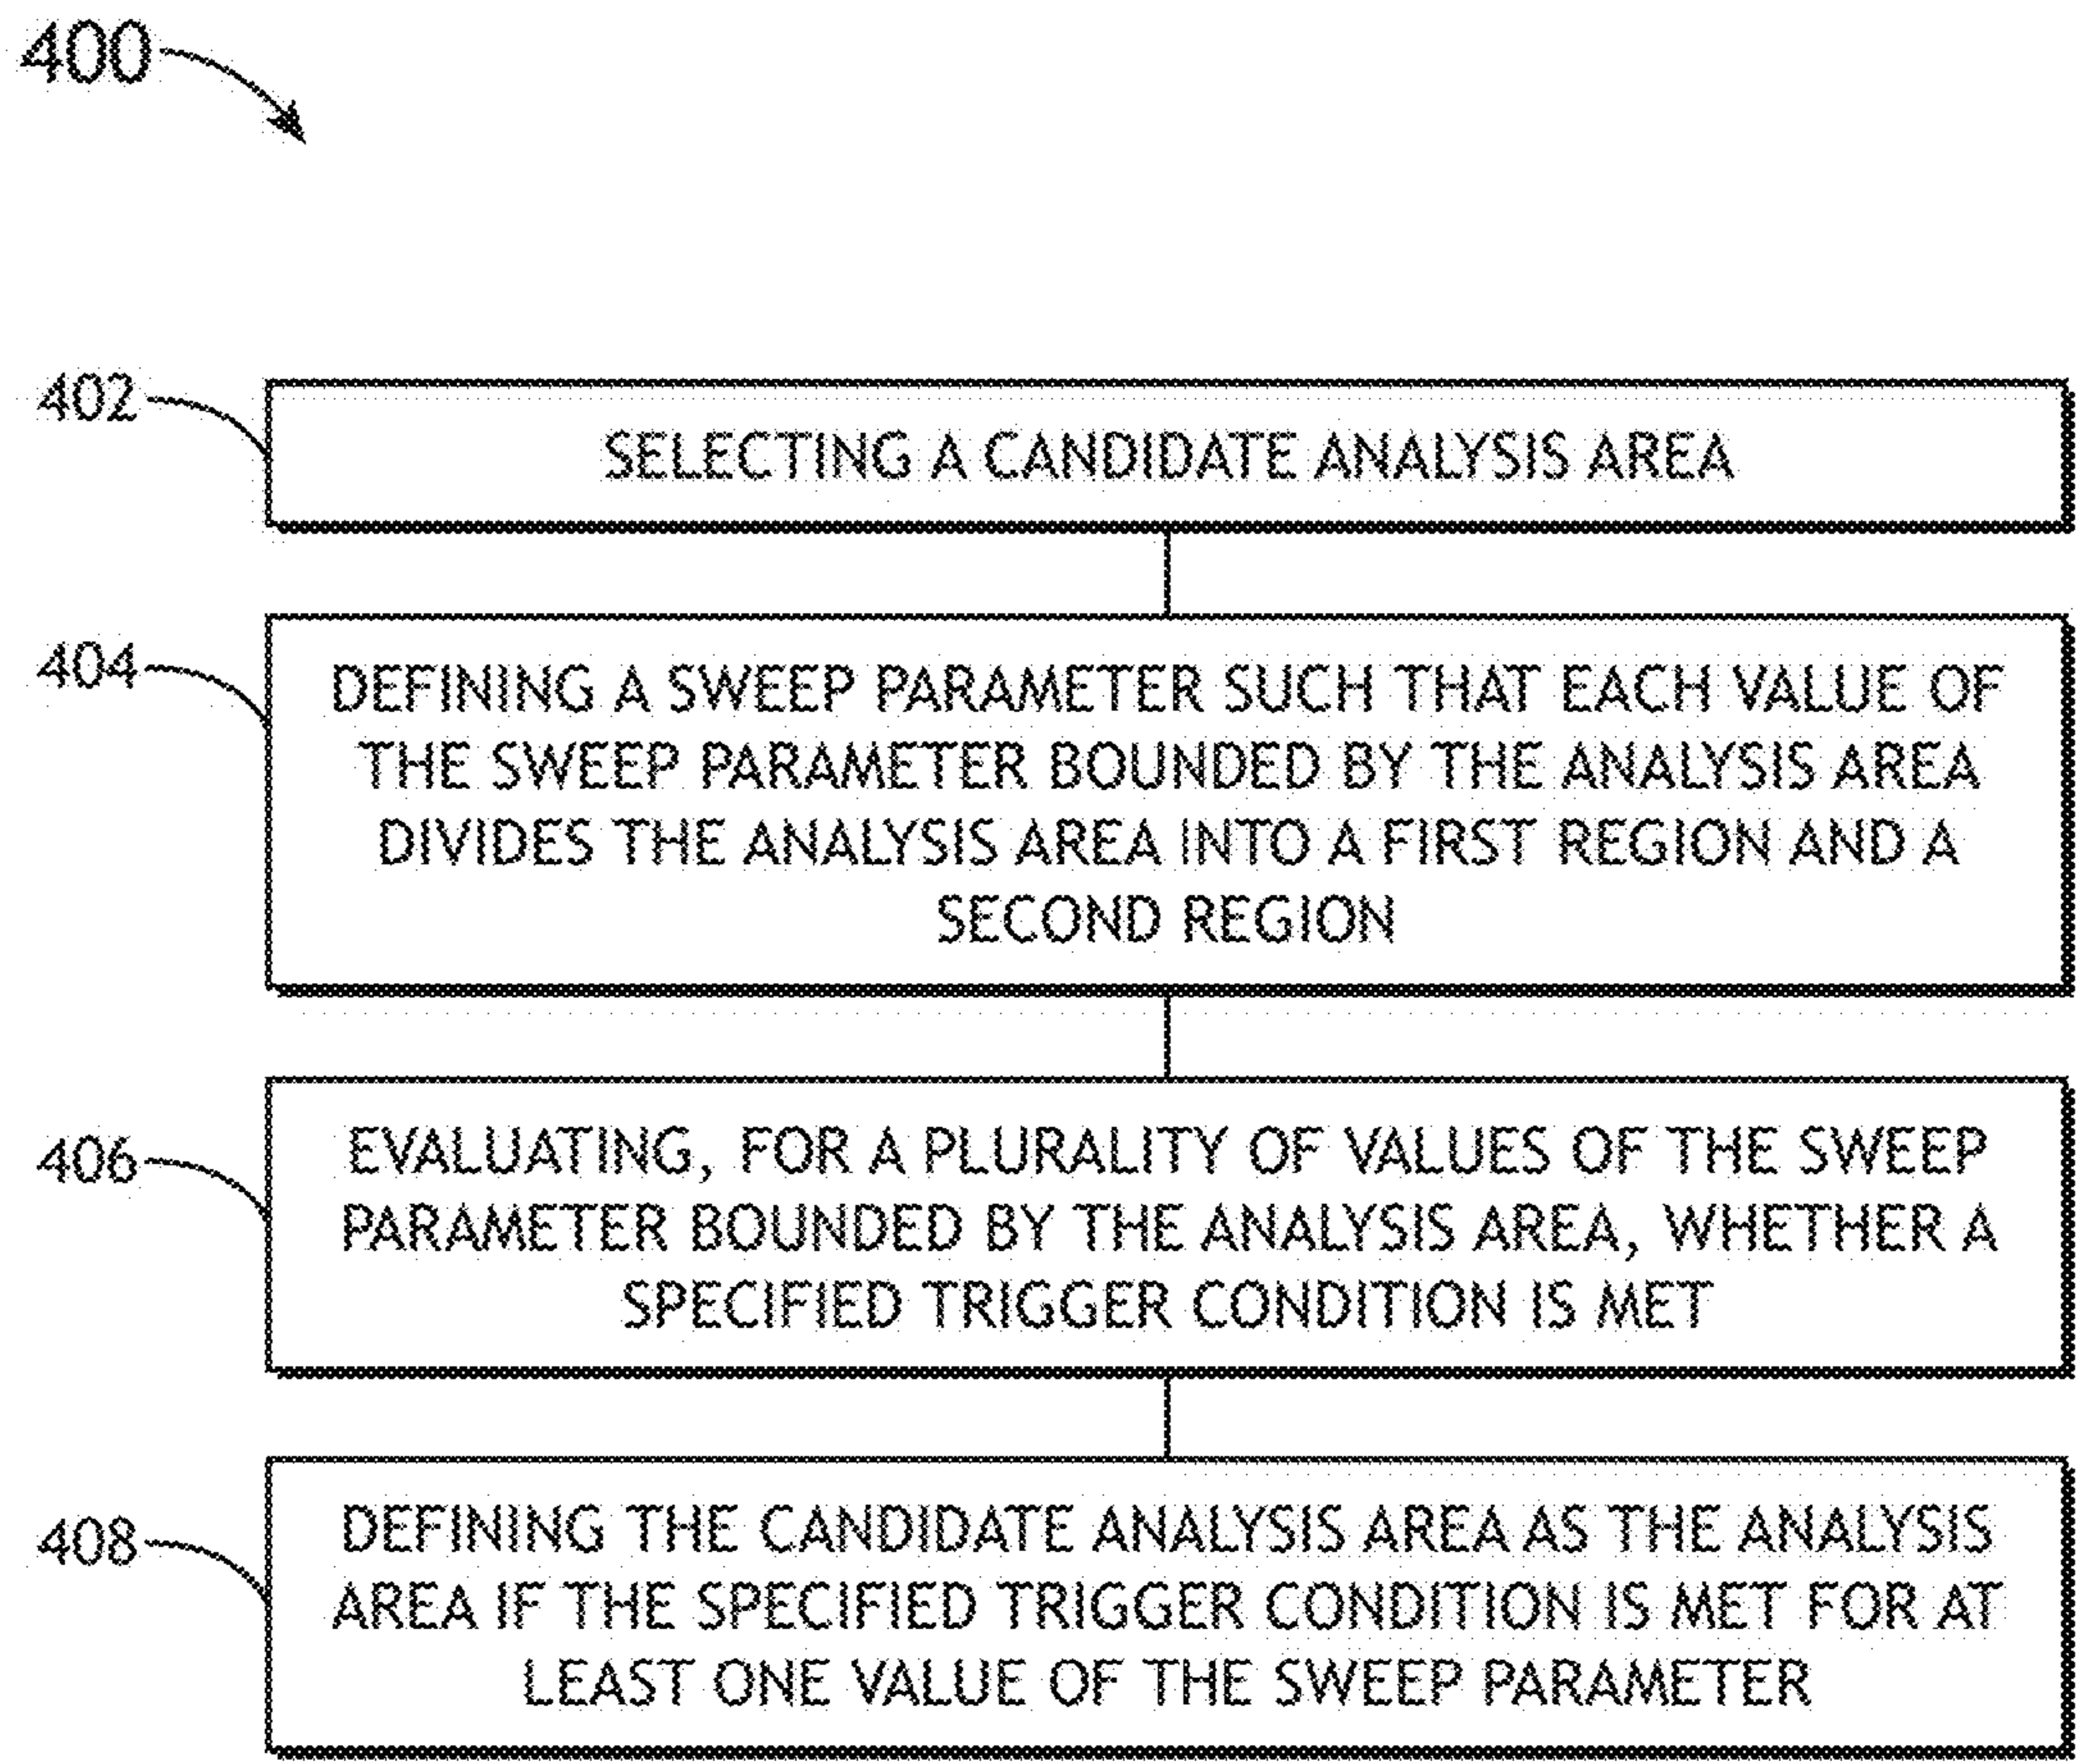 400
402
SELECTING A CANDIDATE ANALYSIS AREA
404
DEFINING A SWEEP PARAMETER SUCH THAT EACH VALUE OF
THE SWEEP PARAMETER BOUNDED BY THE ANALYSIS AREA
DIVIDES THE ANALYSIS AREA INTO A FIRST REGION AND A
SECOND REGION
406
EVALUATING, FOR A PLURALITY OF VALUES OF THE SWEEP
PARAMETER BOUNDED BY THE ANALYSIS AREA, WHETHER A
SPECIFIED TRIGGER CONDITION IS MET
408
DEFINING THE CANDIDATE ANALYSIS AREA AS THE ANALYSIS
AREA IF THE SPECIFIED TRIGGER CONDITION IS MET FOR AT
LEAST ONE VALUE OF THE SWEEP PARAMETER